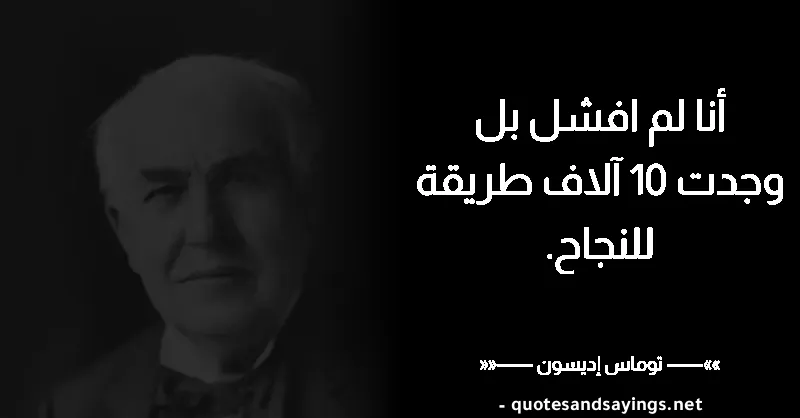 أنا لم افشل بل
وجدت 10 آلاف طريقة
للنجاح.
»»—— توماس إديسون ——««
- quotesandsayings.net